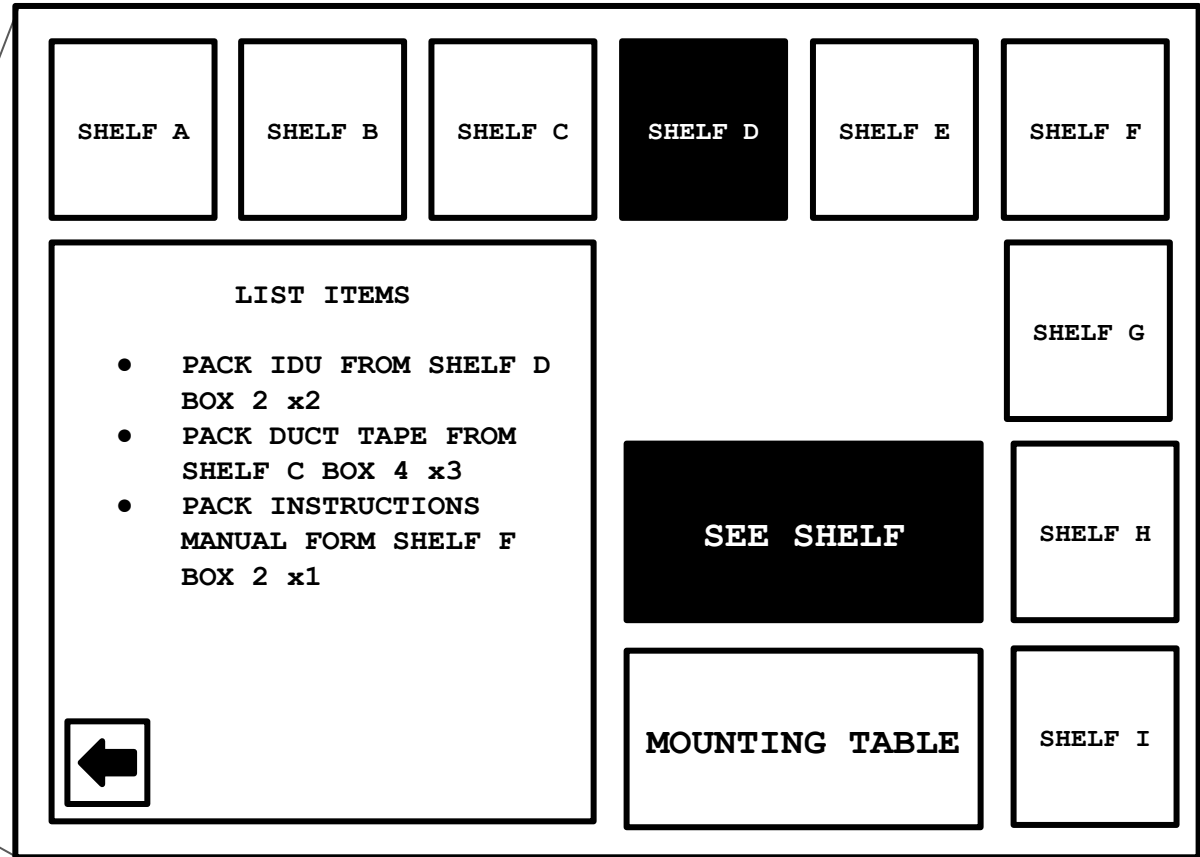 SHELF A
SHELF B
SHELF C
SHELF D
SHELF E
SHELF F
LIST ITEMS
● PACK IDU FROM SHELF D
BOX 2 x2
● PACK DUCT TAPE FROM
SHELF C BOX 4 x3
● PACK INSTRUCTIONS
MANUAL FORM SHELF F
BOX 2 x1
SHELF G
SEE SHELF
SHELF H
MOUNTING TABLE
SHELF I